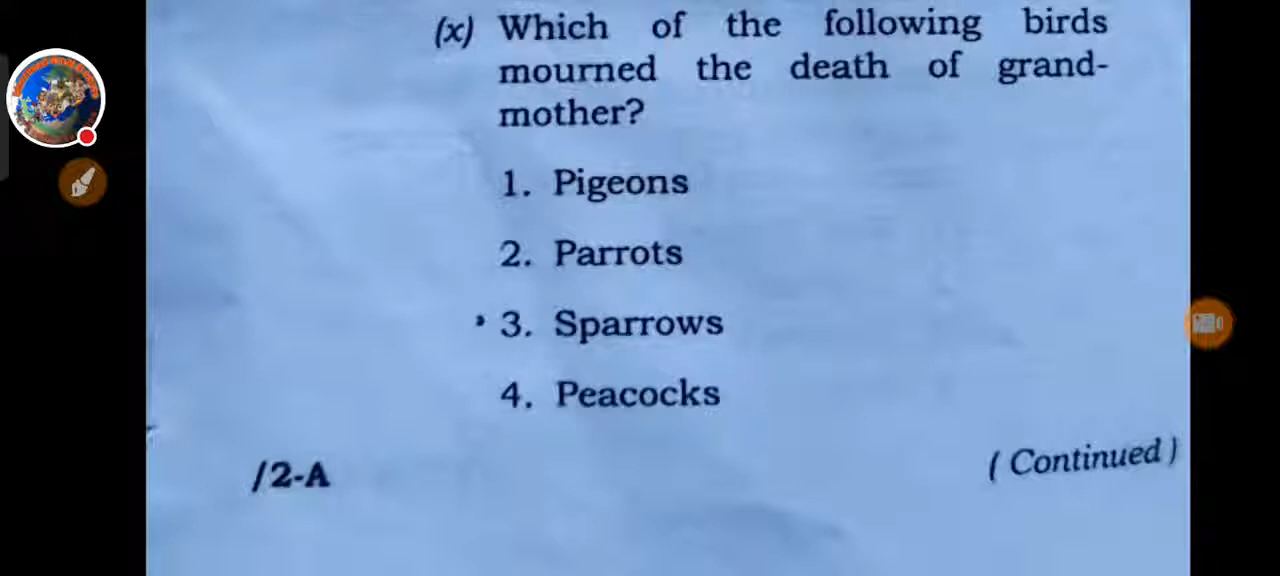 (x) Which of the following birds
mourned the death of grand-
mother?
1. Pigeons
2. Parrots
3. Sparrows
4. Peacocks
/2-A
( Continued )